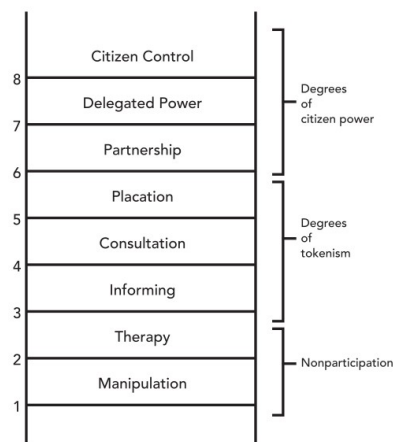 Citizen Control
8
Delegated Power
7
Partnership
6
Placation
5
Consultation
4
Informing
3
Therapy
2
Manipulation
1
Degrees
of
citizen power
Degrees
of
tokenism
Nonparticipation